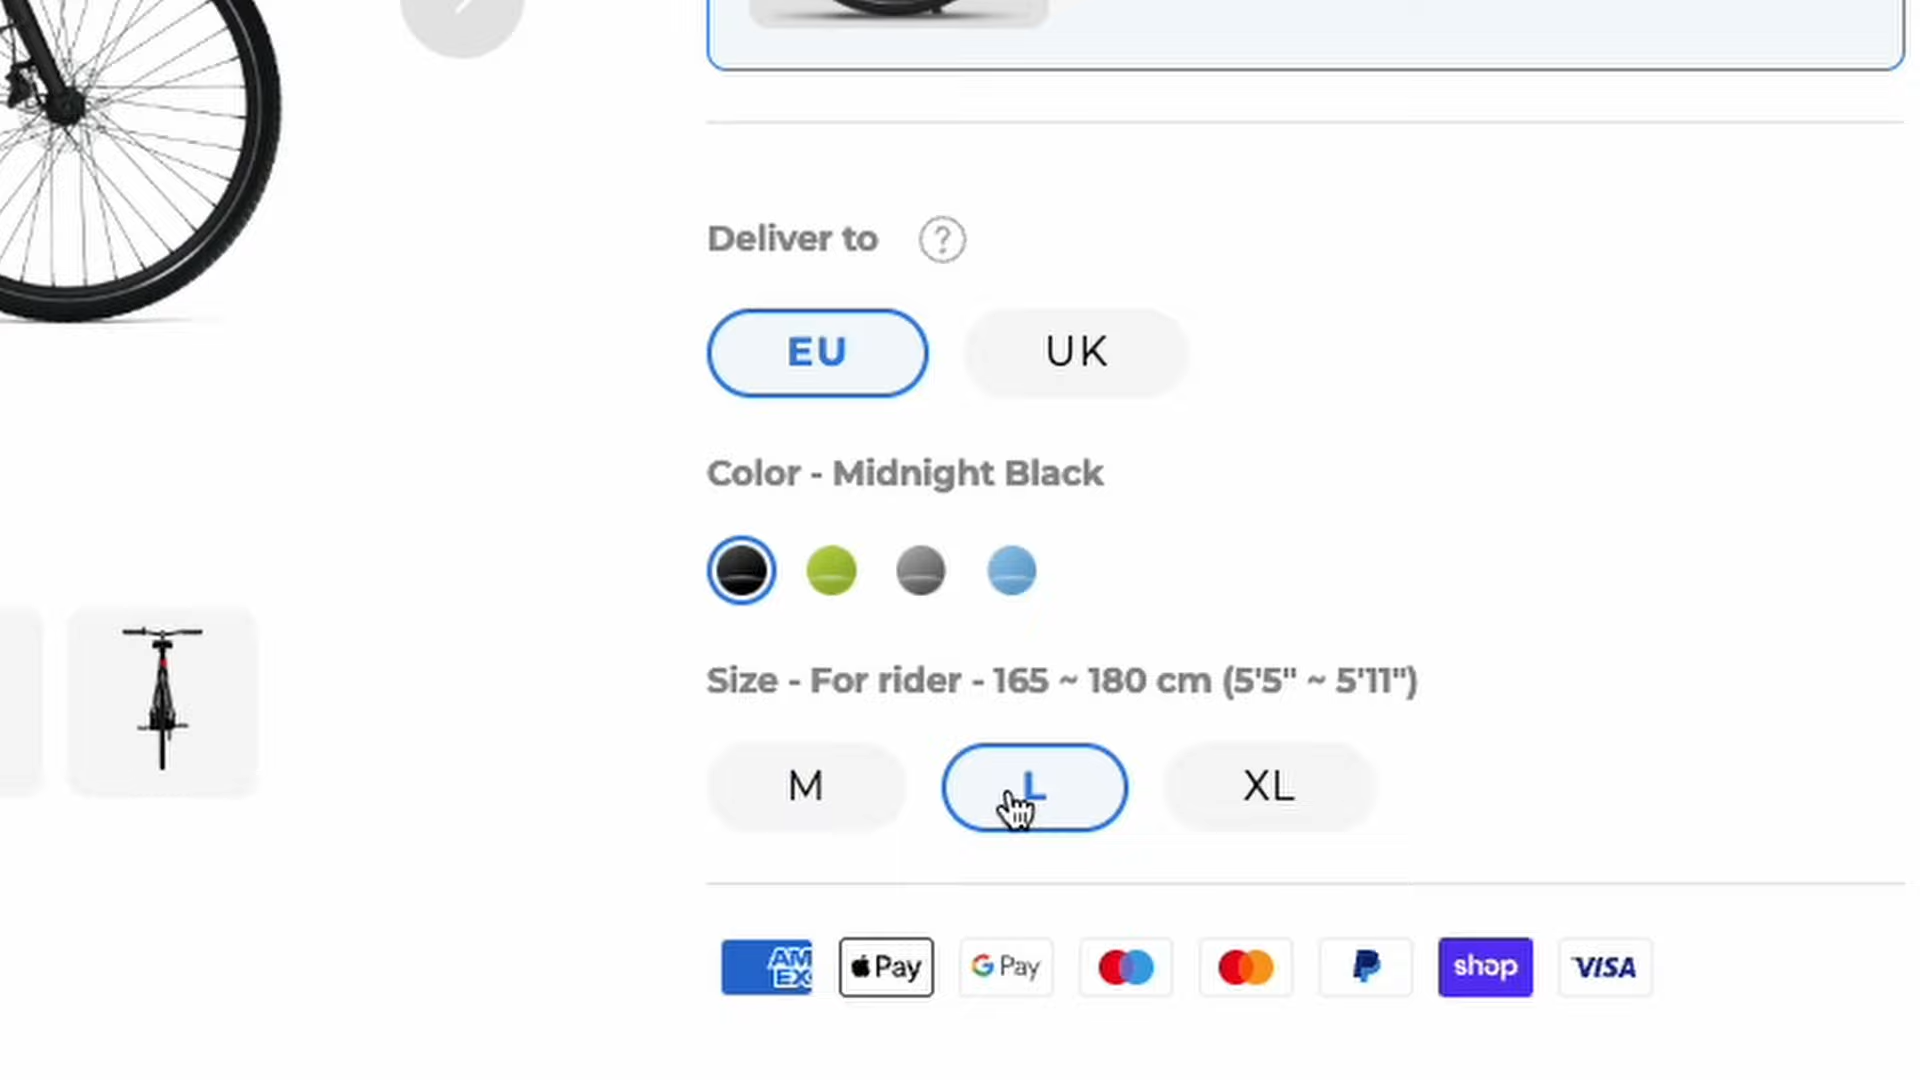 Deliver to ?
EU UK
Color - Midnight Black
Size - For rider - 165 ~ 180 cm (5'5" ~ 5'11")
M L XL
AM
EX
Pay G Pay P shop VISA